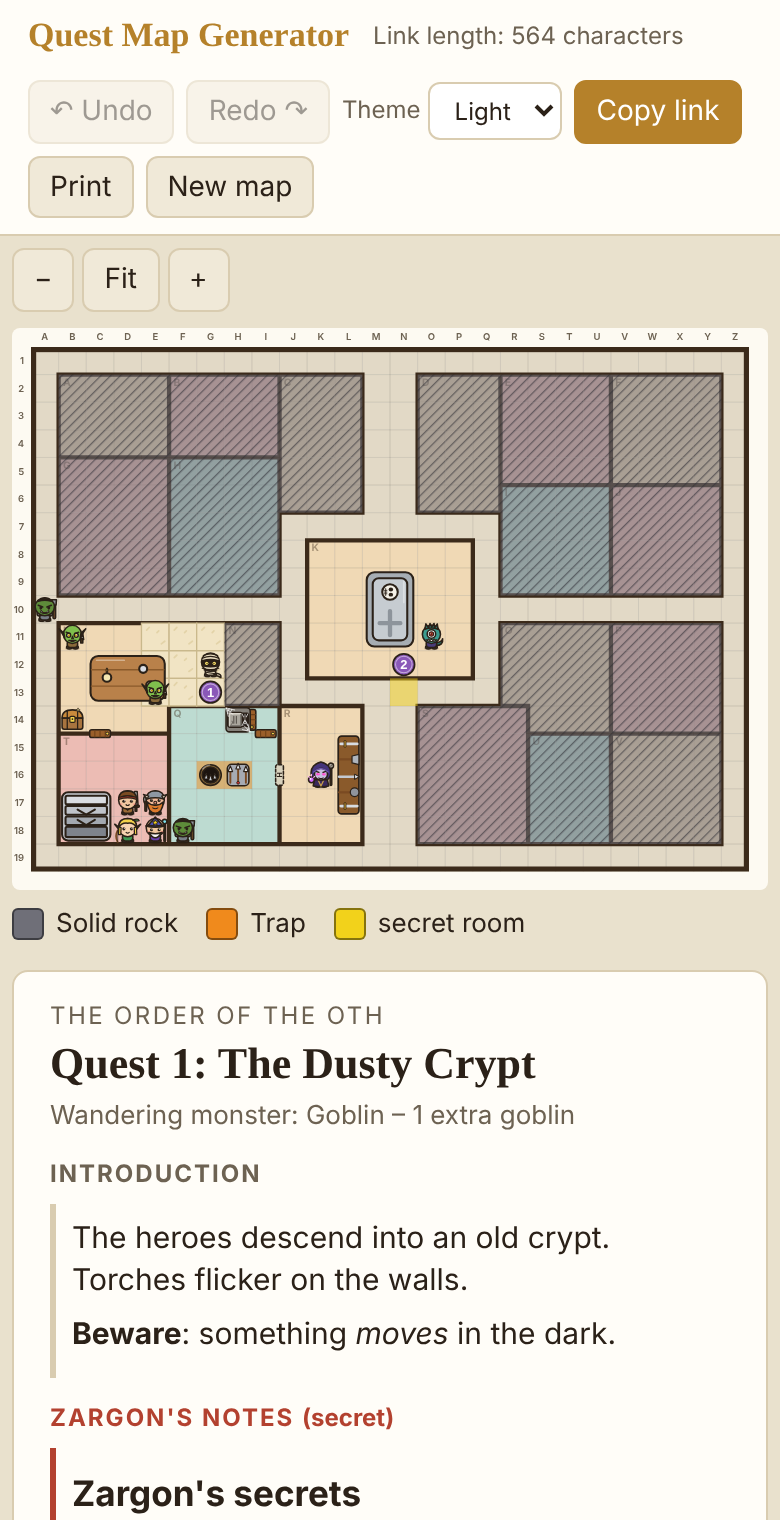 Quest Map Generator Link length: 564 characters
↶ Undo Redo ↷ Theme Light Copy link
Print New map
− Fit +
A B C D E F G H I J K L M N O P Q R S T U V W X Y Z
1
2
3
4
5
6
7
8
K
9
10
11
12
2
13
1
14
Q R
15
T
16
17
18
19
Solid rock Trap secret room
THE ORDER OF THE OTH
Quest 1: The Dusty Crypt
Wandering monster: Goblin – 1 extra goblin
INTRODUCTION
The heroes descend into an old crypt.
Torches flicker on the walls.
Beware: something moves in the dark.
ZARGON'S NOTES (secret)
Zargon's secrets